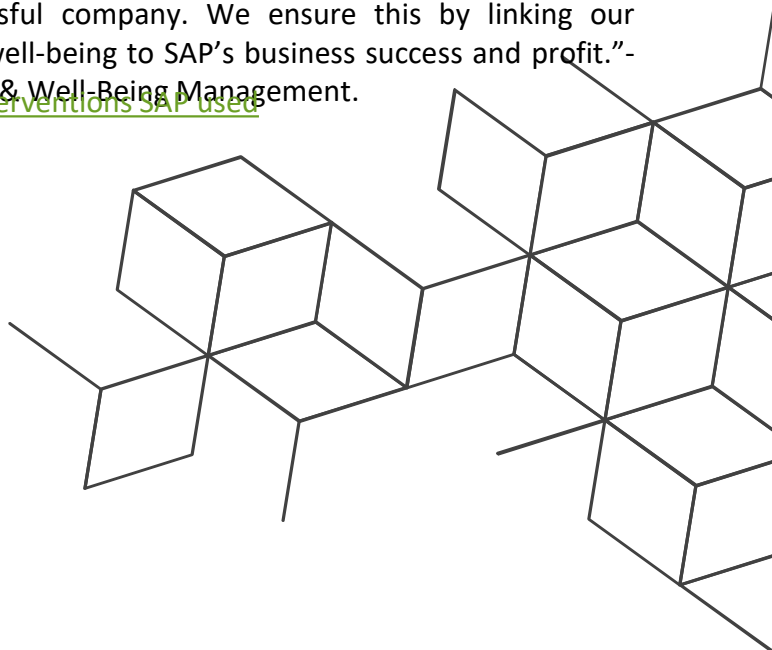 sful company. We ensure this by linking our
well-being to SAP’s business success and profit.”-
& Well-Being Management.
erventions SAP used